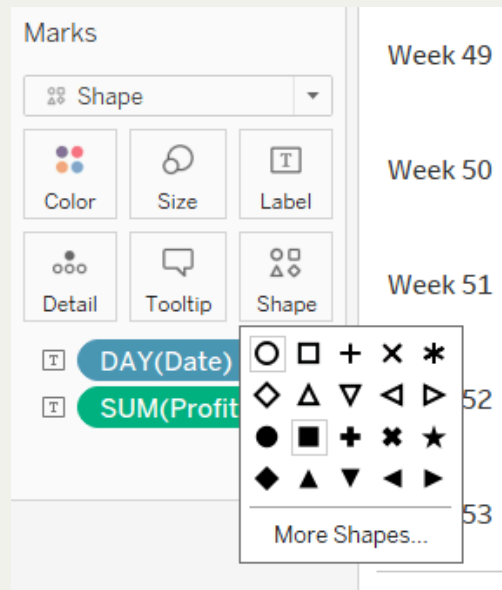 Marks
Shape
Color Size Label
Detail Tooltip Shape
T DAY(Date)
T SUM(Profit
More Shapes...
Week 49
Week 50
Week 51
52
53